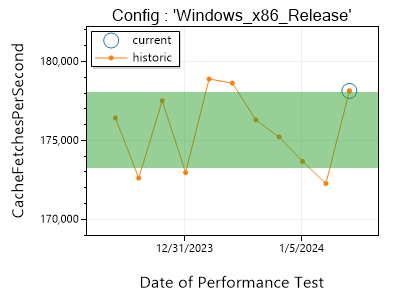 Config : 'Windows_x86_Release'
current
historic
180,000
175,000
170,000
CacheFetchesPerSecond
12/31/2023
1/5/2024
Date of Performance Test